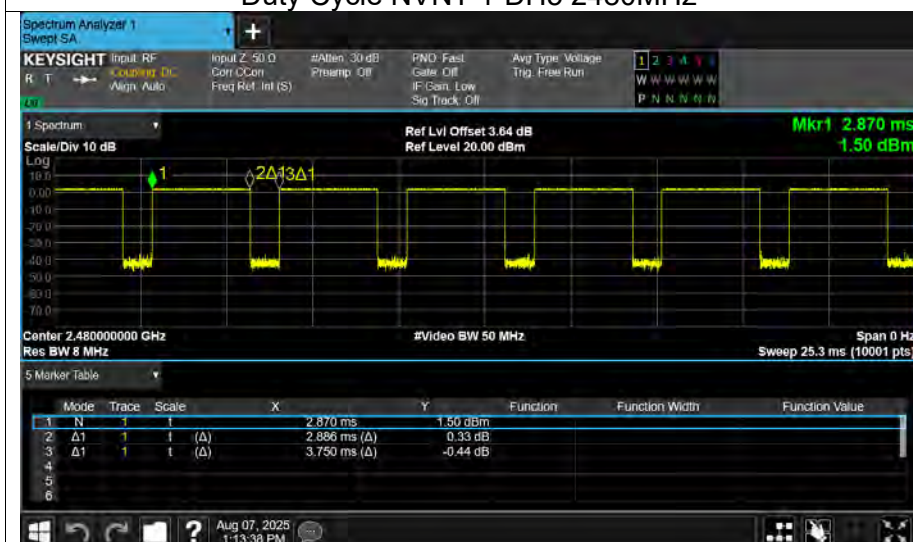 Duty Cycle NVNT 1-DH5 2480MHz
Spectrum Analyzer 1
Swept SA
+
KEYSIGHT Input: RF Input Z: 50 Ω #Atten: 30 dB PNO: Fast Avg Type: Voltage 1 2 3 4 5 6
R T Coupling: DC Corr CCorr Preamp: Off Gate: Off Trig: Free Run W W W W W W
Align: Auto Freq Ref: Int (S) IF Gain: Low
Sig Track: Off P N N N N N
1 Spectrum Ref Lvl Offset 3.64 dB Mkr1 2.870 ms
Scale/Div 10 dB Ref Level 20.00 dBm 1.50 dBm
Log
10.0 1 2Δ1 3Δ1
0.00
-10.0
-20.0
-30.0
-40.0
-50.0
-60.0
-70.0
Center 2.480000000 GHz #Video BW 50 MHz Span 0 Hz
Res BW 8 MHz Sweep 25.3 ms (10001 pts)
5 Marker Table
Mode Trace Scale X Y Function Function Width Function Value
1 N 1 t 2.870 ms 1.50 dBm
2 Δ1 1 t (Δ) 2.886 ms (Δ) 0.33 dB
3 Δ1 1 t (Δ) 3.750 ms (Δ) -0.44 dB
4
5
6
? Aug 07, 2025
1:13:38 PM